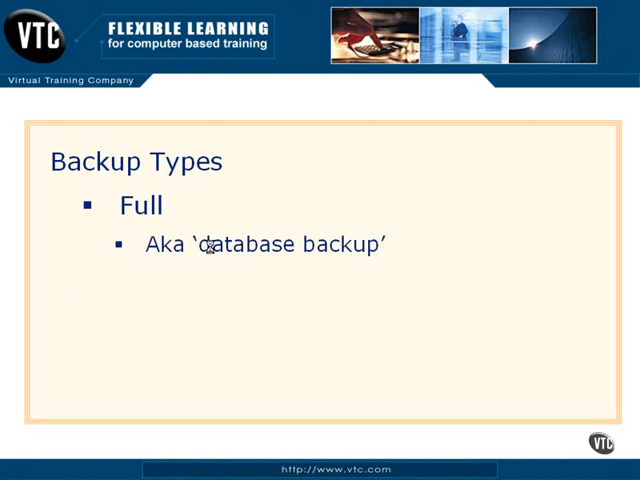 VTC
FLEXIBLE LEARNING
for computer based training
Virtual Training Company
Backup Types
Full
Aka ‘database backup’
VTC
http://www.vtc.com